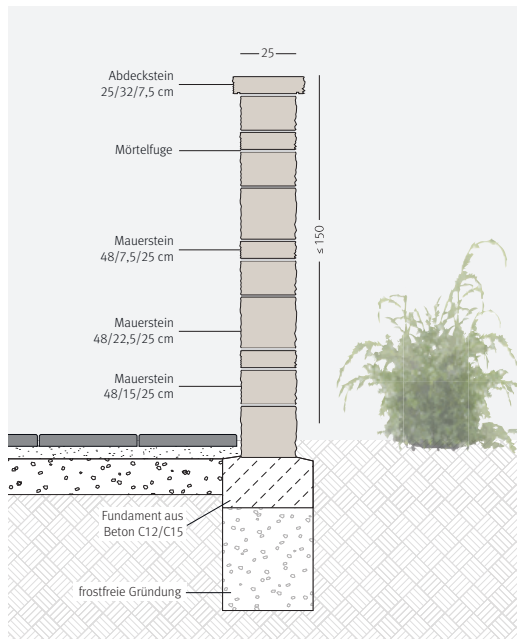 25
Abdeckstein
25/32/7,5 cm
Mörtelfuge
≤ 150
Mauerstein
48/7,5/25 cm
Mauerstein
48/22,5/25 cm
Mauerstein
48/15/25 cm
Fundament aus
Beton C12/C15
frostfreie Gründung